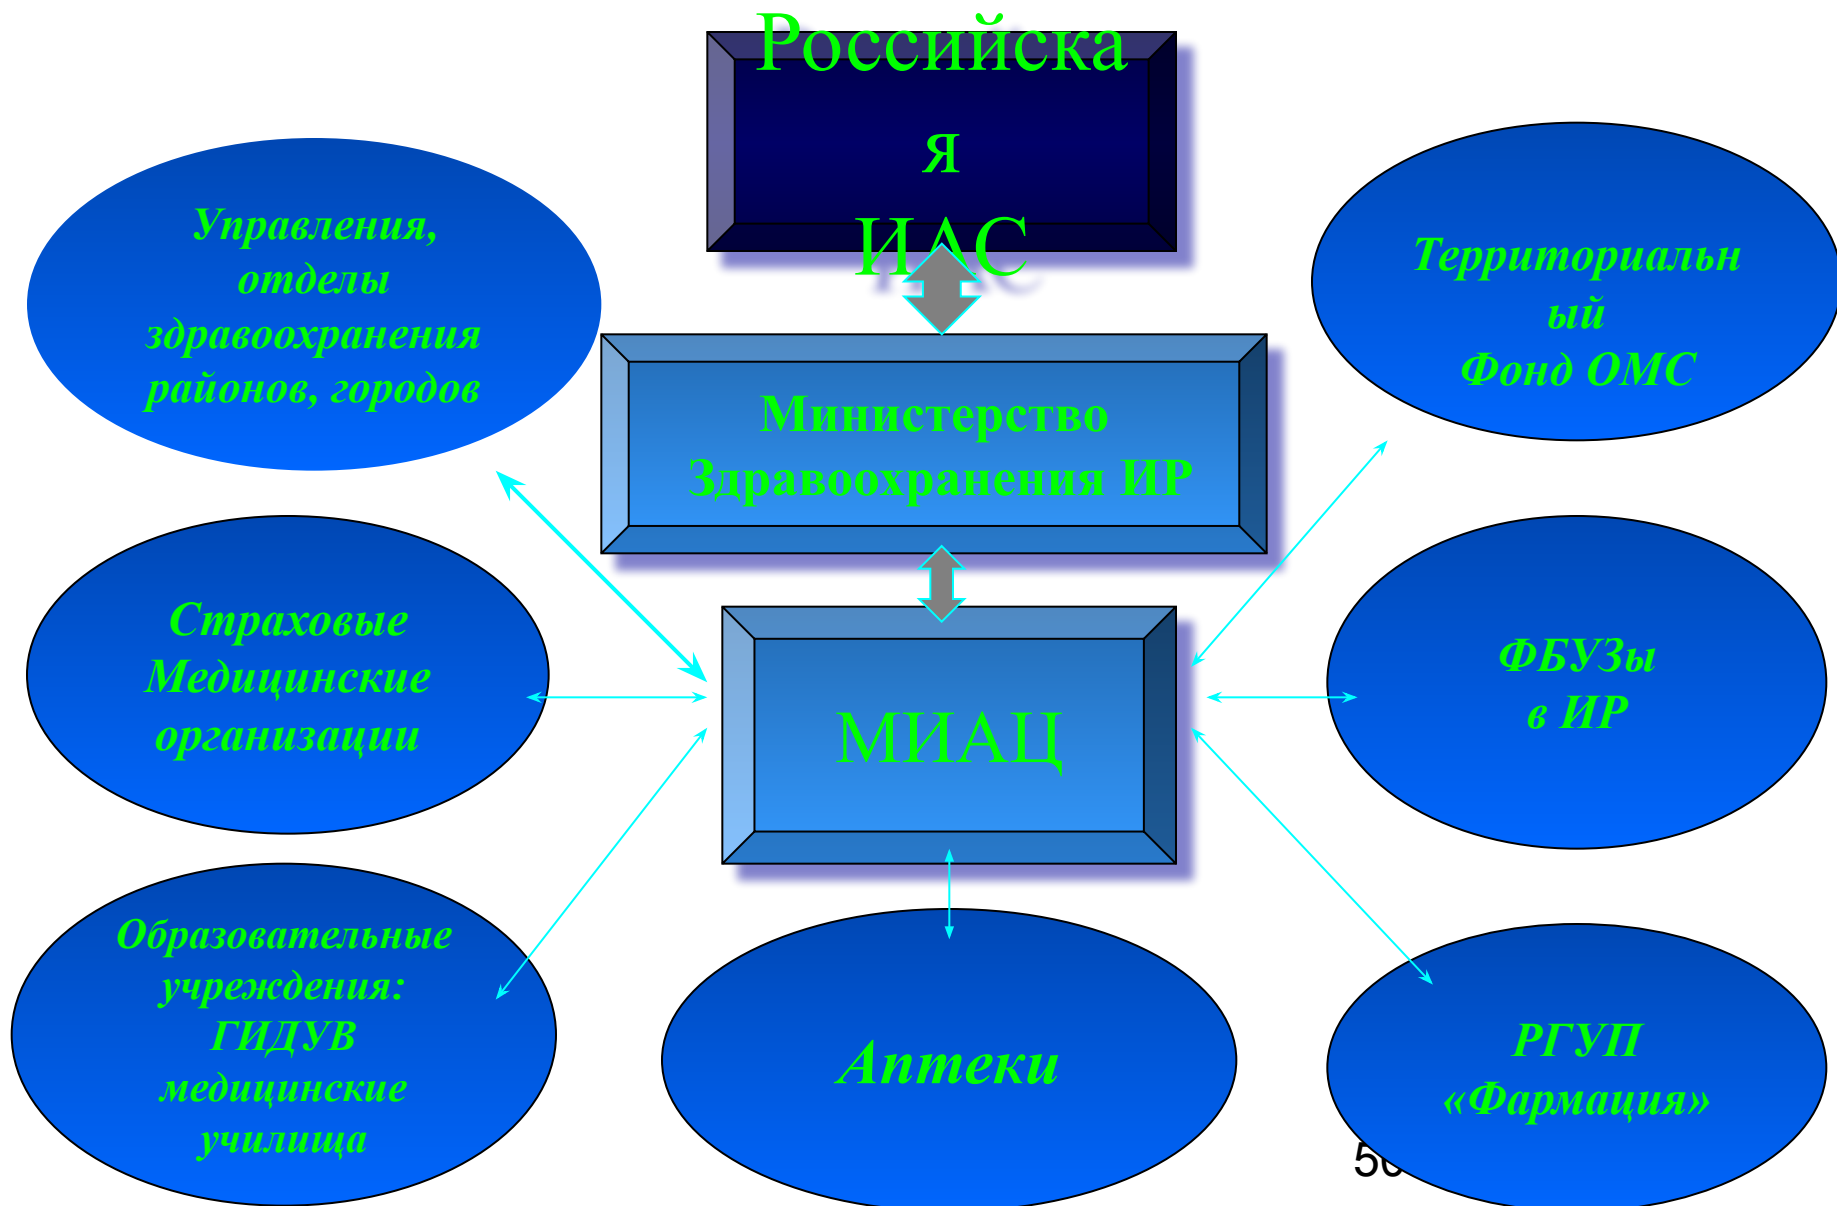 Российска
я
ИАС
Управления,
отделы
здравоохранения
районов, городов
Территориальн
ый
Фонд ОМС
Министерство
Здравоохранения ИР
Страховые
Медицинские
организации
МИАЦ
ФБУЗы
в ИР
Образовательные
учреждения:
ГИДУВ
медицинские
училища
Аптеки
РГУП
«Фармация»